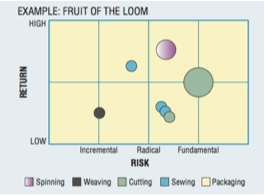 EXAMPLE: FRUIT OF THE LOOM
HIGH
RETURN
LOW
Incremental Radical Fundamental
RISK
Spinning Weaving Cutting Sewing Packaging